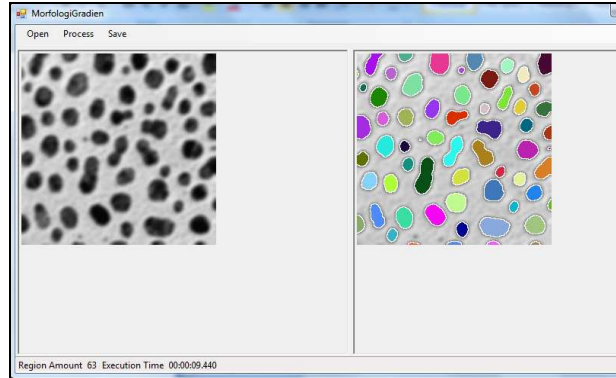 MorfologiGradien
Open Process Save
Region Amount 63 Execution Time 00:00:09.440